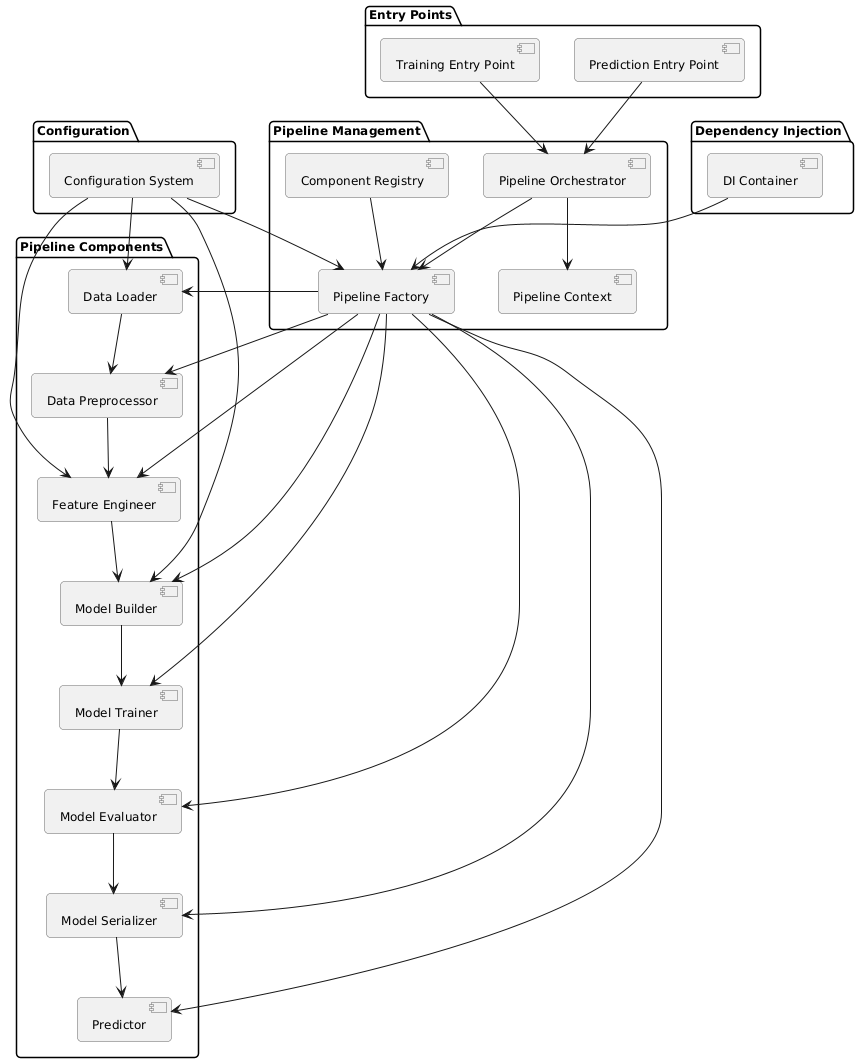 Entry Points
Training Entry Point
Prediction Entry Point
Configuration
Configuration System
Pipeline Management
Component Registry
Pipeline Orchestrator
Dependency Injection
DI Container
Pipeline Components
Data Loader
Pipeline Factory
Pipeline Context
Data Preprocessor
Feature Engineer
Model Builder
Model Trainer
Model Evaluator
Model Serializer
Predictor